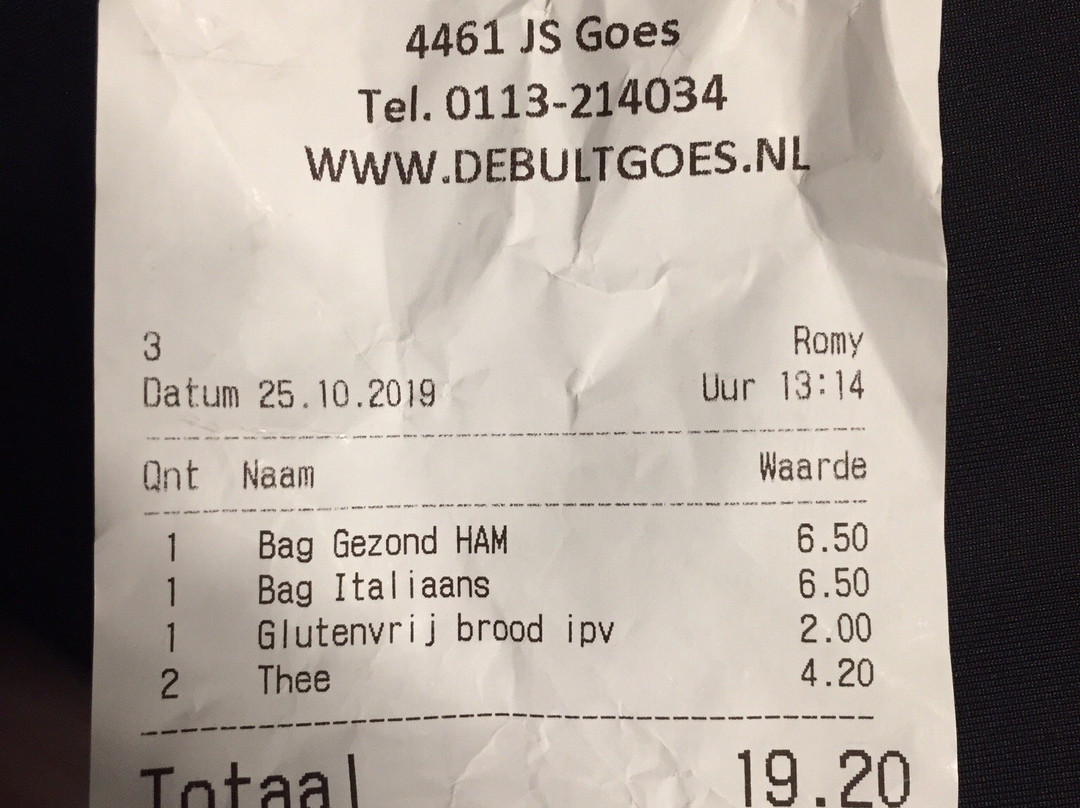 4461 JS Goes
Tel. 0113-214034
WWW.DEBULTGOES.NL
3 Romy
Datum 25.10.2019 Uur 13:14
Qnt Naam Waarde
1 Bag Gezond HAM 6.50
1 Bag Italiaans 6.50
1 Glutenvrij brood ipv 2.00
2 Thee 4.20
Totaal 19.20